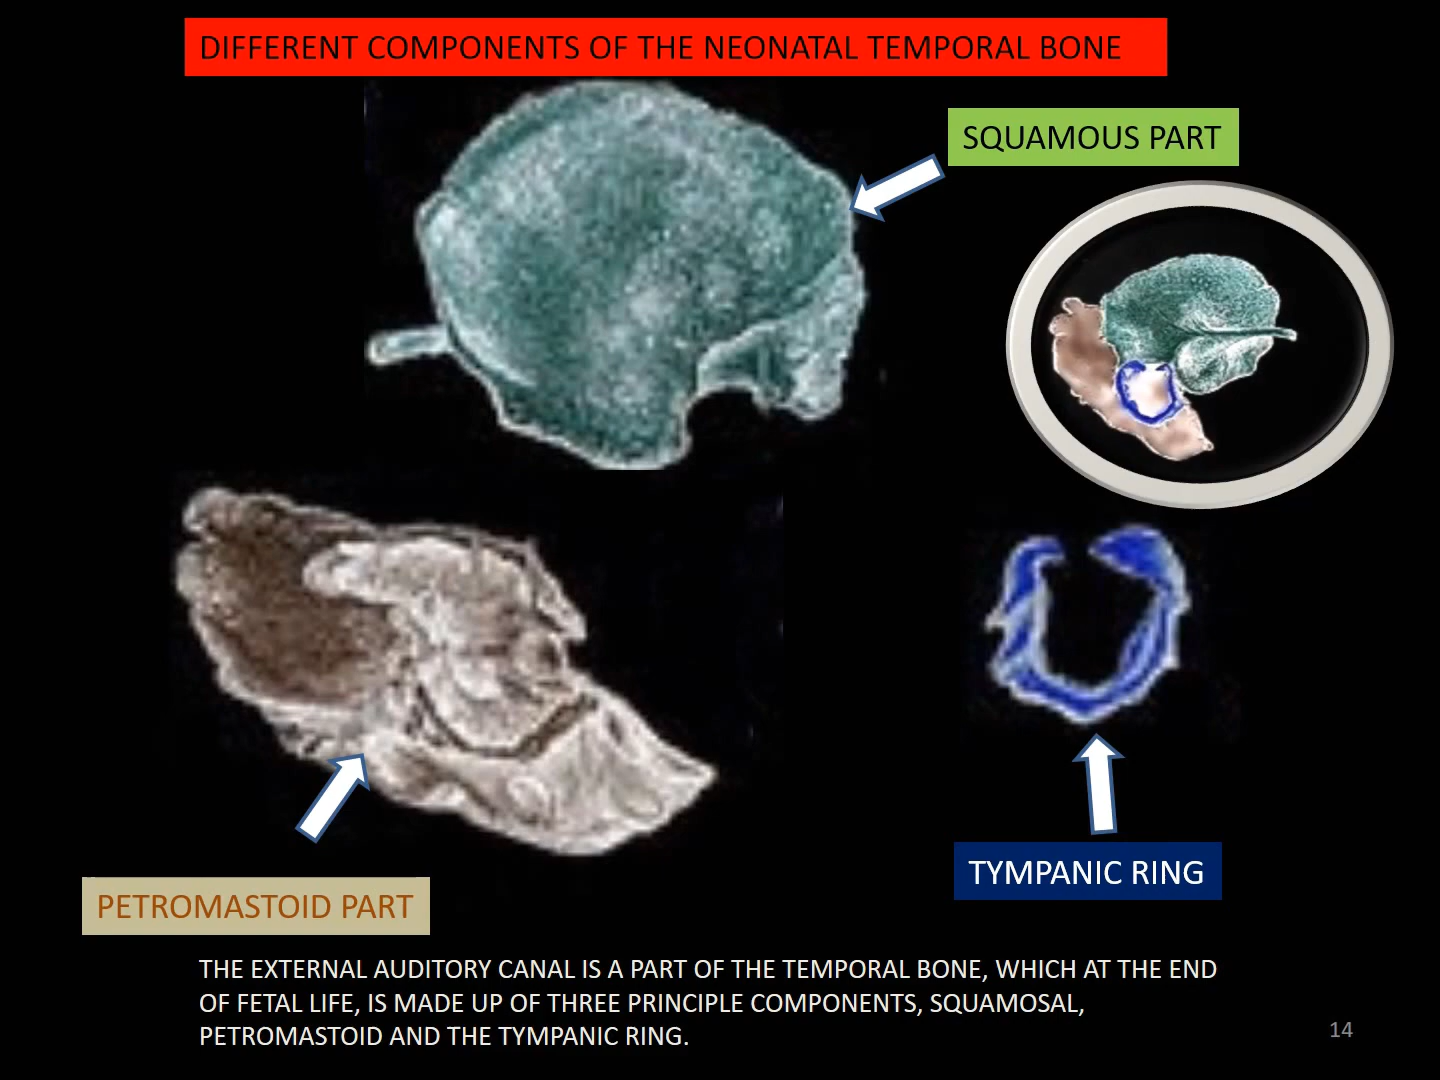 DIFFERENT COMPONENTS OF THE NEONATAL TEMPORAL BONE
SQUAMOUS PART
TYMPANIC RING
PETROMASTOID PART
THE EXTERNAL AUDITORY CANAL IS A PART OF THE TEMPORAL BONE, WHICH AT THE END
OF FETAL LIFE, IS MADE UP OF THREE PRINCIPLE COMPONENTS, SQUAMOSAL,
PETROMASTOID AND THE TYMPANIC RING.
14